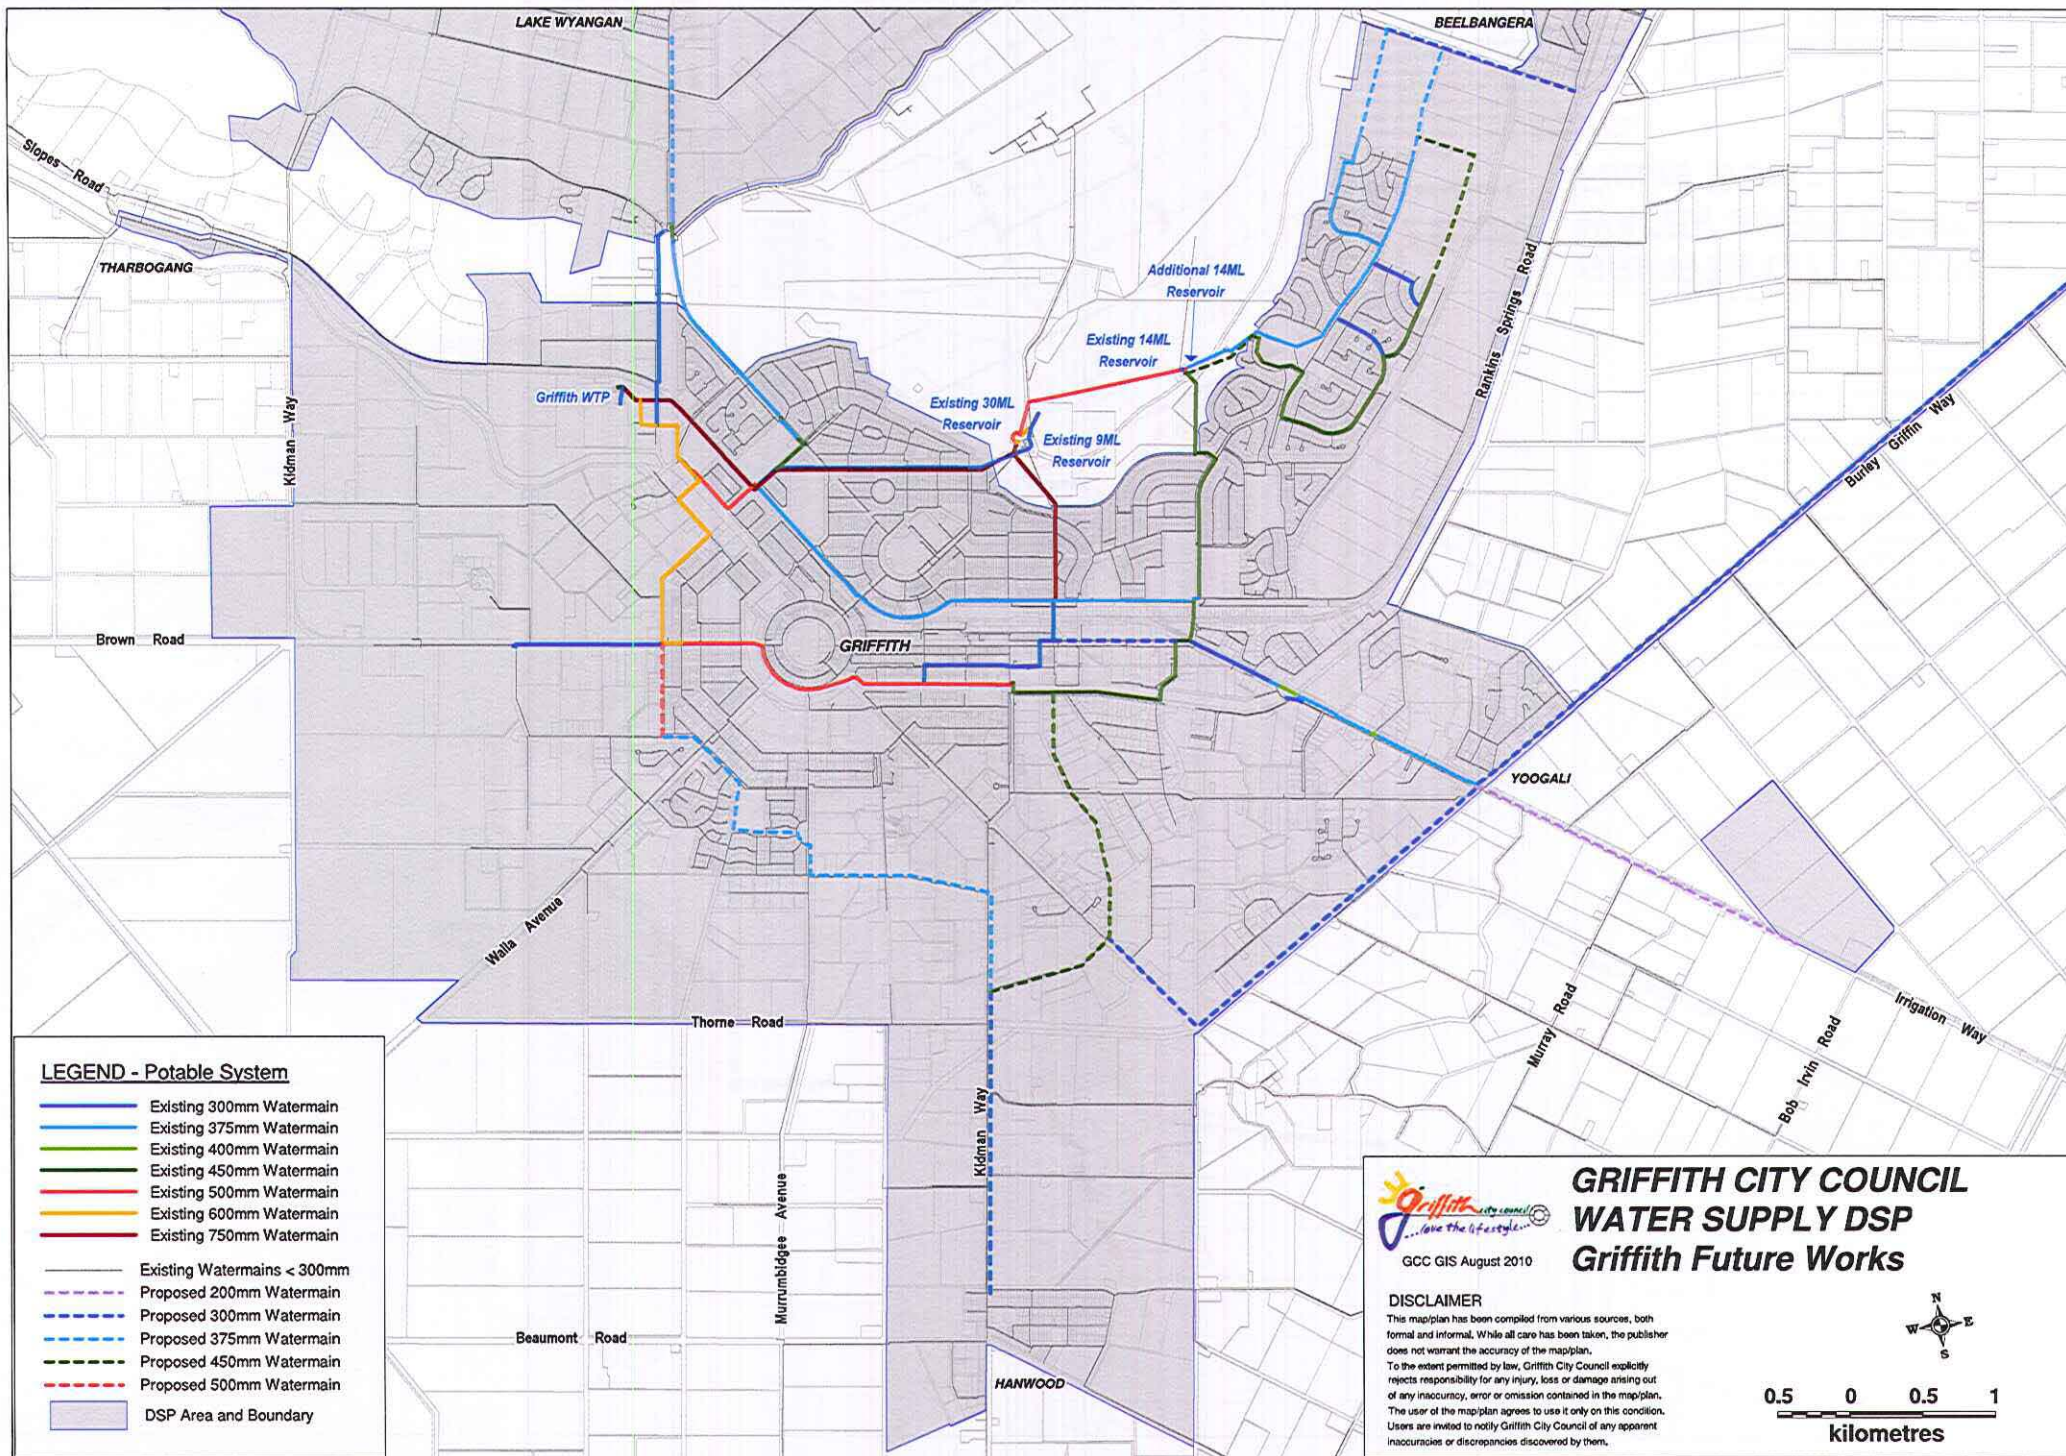 LAKE WYANGAN
BEELBANGERA
Slopes Road
THARBOGANG
Kidman Way
Griffith WTP
Additional 14ML
Reservoir
Existing 14ML
Reservoir
Existing 30ML
Reservoir
Existing 9ML
Reservoir
Rankins Springs Road
Burley Griffin Way
Brown Road
GRIFFITH
YOOGALI
Walla Avenue
Thorne Road
Murray Road
Bob Irvin Road
Irrigation Way
Kidman Way
Murrumbidgee Avenue
Beaumont Road
HANWOOD
LEGEND - Potable System
Existing 300mm Watermain
Existing 375mm Watermain
Existing 400mm Watermain
Existing 450mm Watermain
Existing 500mm Watermain
Existing 600mm Watermain
Existing 750mm Watermain
Existing Watermains < 300mm
Proposed 200mm Watermain
Proposed 300mm Watermain
Proposed 375mm Watermain
Proposed 450mm Watermain
Proposed 500mm Watermain
DSP Area and Boundary
griffith city council
...love the lifestyle...
GCC GIS August 2010
GRIFFITH CITY COUNCIL
WATER SUPPLY DSP
Griffith Future Works
DISCLAIMER
This map/plan has been compiled from various sources, both
formal and informal. While all care has been taken, the publisher
does not warrant the accuracy of the map/plan.
To the extent permitted by law, Griffith City Council explicitly
rejects responsibility for any injury, loss or damage arising out
of any inaccuracy, error or omission contained in the map/plan.
The user of the map/plan agrees to use it only on this condition.
Users are invited to notify Griffith City Council of any apparent
inaccuracies or discrepancies discovered by them.
N
W E
S
0.5 0 0.5 1
kilometres